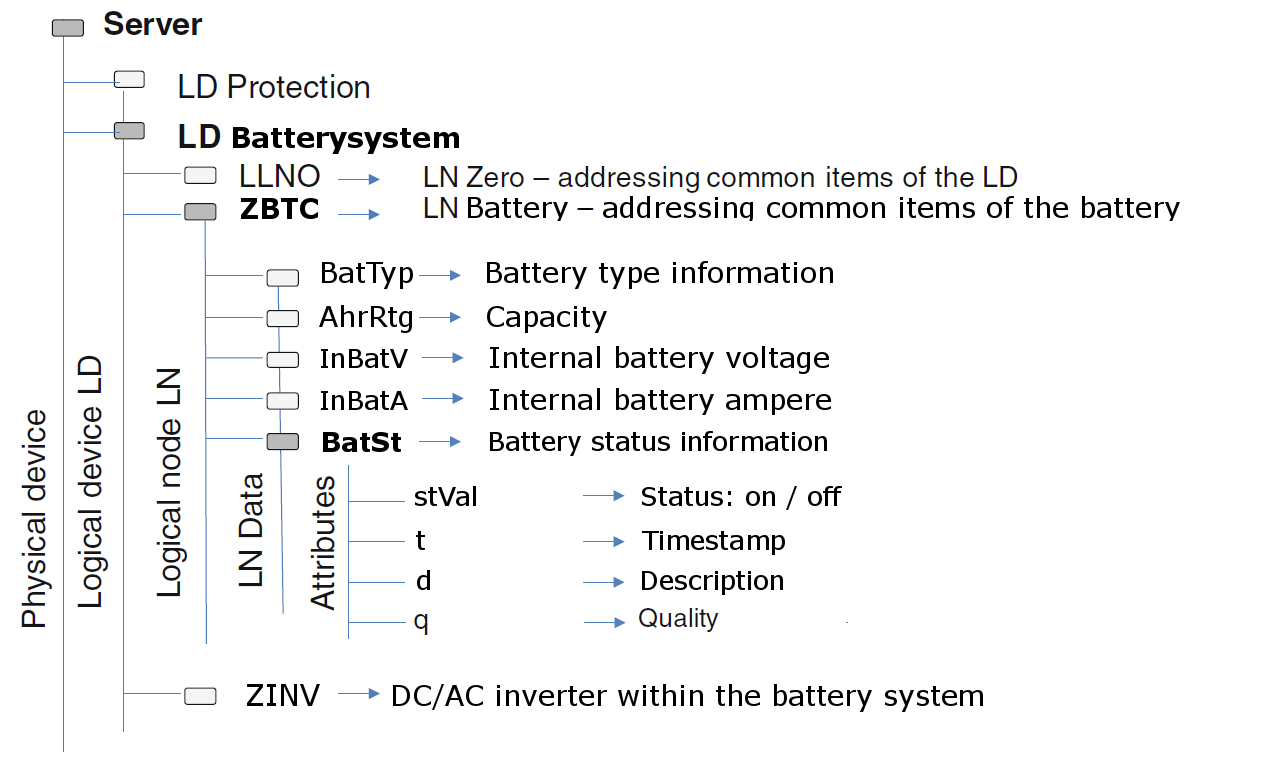 Server
LD Protection
LD Batterysystem
LLNO LN Zero – addressing common items of the LD
ZBTC LN Battery – addressing common items of the battery
BatTyp Battery type information
AhrRtg Capacity
InBatV Internal battery voltage
InBatA Internal battery ampere
BatSt Battery status information
stVal Status: on / off
t Timestamp
d Description
q Quality
ZINV DC/AC inverter within the battery system
Physical device
Logical device LD
Logical node LN
LN Data
Attributes